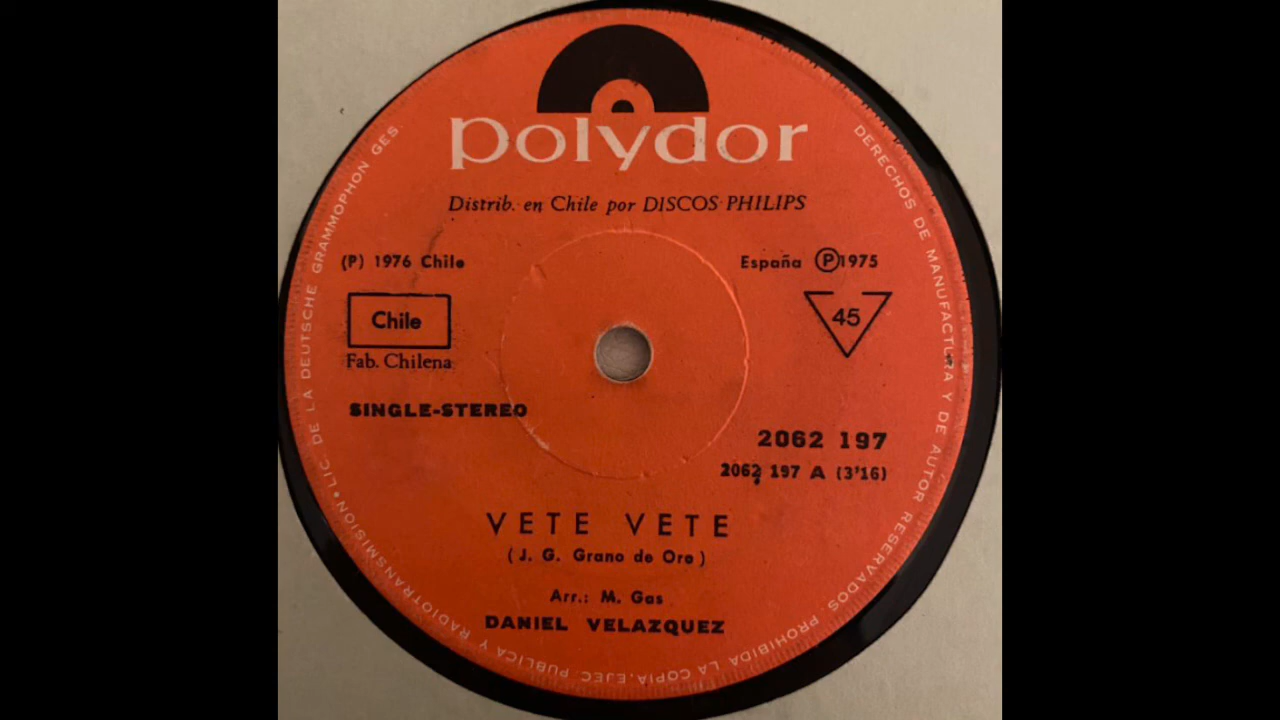 polydor
Distrib. en Chile por DISCOS PHILIPS
(P) 1976 Chile
España Ⓟ1975
Chile
45
Fab. Chilena
SINGLE-STEREO
2062 197
2062 197 A (3'16)
VETE VETE
(J. G. Grano de Oro)
Arr.: M. Gas
DANIEL VELAZQUEZ
DERECHOS DE MANUFACTURA Y DE AUTOR RESERVADOS. PROHIBIDA LA COPIA, EJEC. PUBLICA Y RADIOTRANSMISION • LIC. DE LA DEUTSCHE GRAMMOPHON GES.